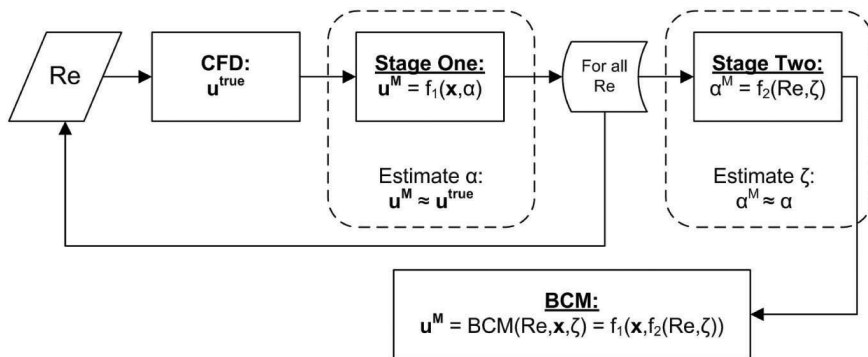 Re
CFD:
u^true
Stage One:
u^M = f₁(x,α)
Estimate α:
u^M ≈ u^true
For all
Re
Stage Two:
α^M = f₂(Re,ζ)
Estimate ζ:
α^M ≈ α
BCM:
u^M = BCM(Re,x,ζ) = f₁(x,f₂(Re,ζ))